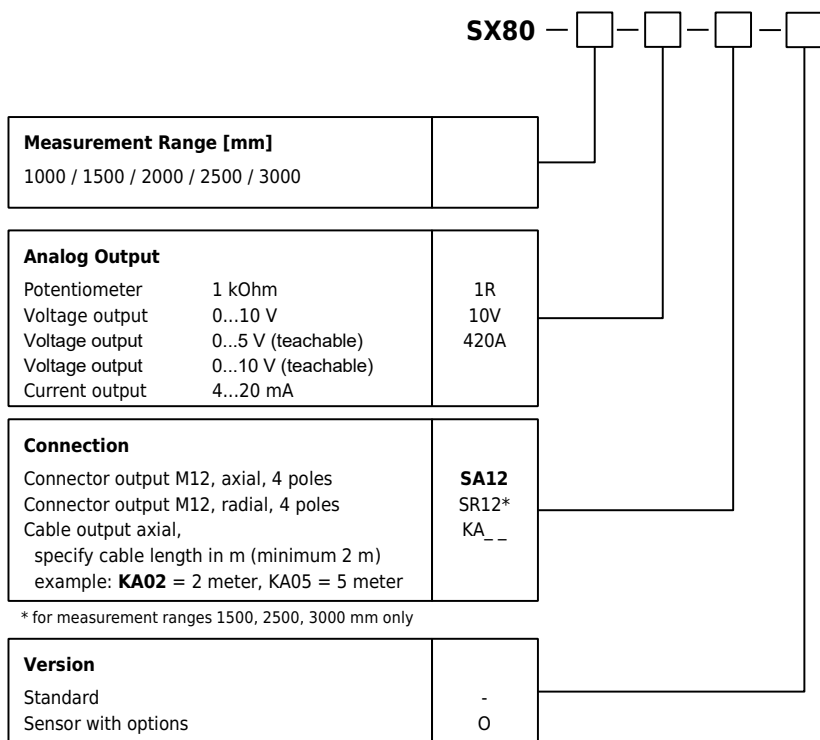 SX80 – – – –
Measurement Range [mm]
1000 / 1500 / 2000 / 2500 / 3000
Analog Output
Potentiometer 1 kOhm 1R
Voltage output 0...10 V 10V
Voltage output 0...5 V (teachable) 420A
Voltage output 0...10 V (teachable)
Current output 4...20 mA
Connection
Connector output M12, axial, 4 poles SA12
Connector output M12, radial, 4 poles SR12*
Cable output axial, KA_ _
specify cable length in m (minimum 2 m)
example: KA02 = 2 meter, KA05 = 5 meter
* for measurement ranges 1500, 2500, 3000 mm only
Version
Standard -
Sensor with options O